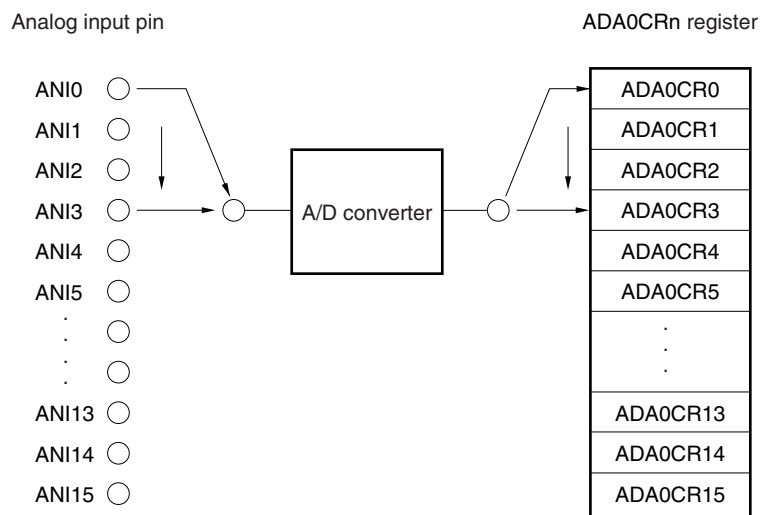 Analog input pin
ADA0CRn register
ANI0
ANI1
ANI2
ANI3
ANI4
ANI5
.
.
.
.
ANI13
ANI14
ANI15
A/D converter
ADA0CR0
ADA0CR1
ADA0CR2
ADA0CR3
ADA0CR4
ADA0CR5
.
.
.
ADA0CR13
ADA0CR14
ADA0CR15